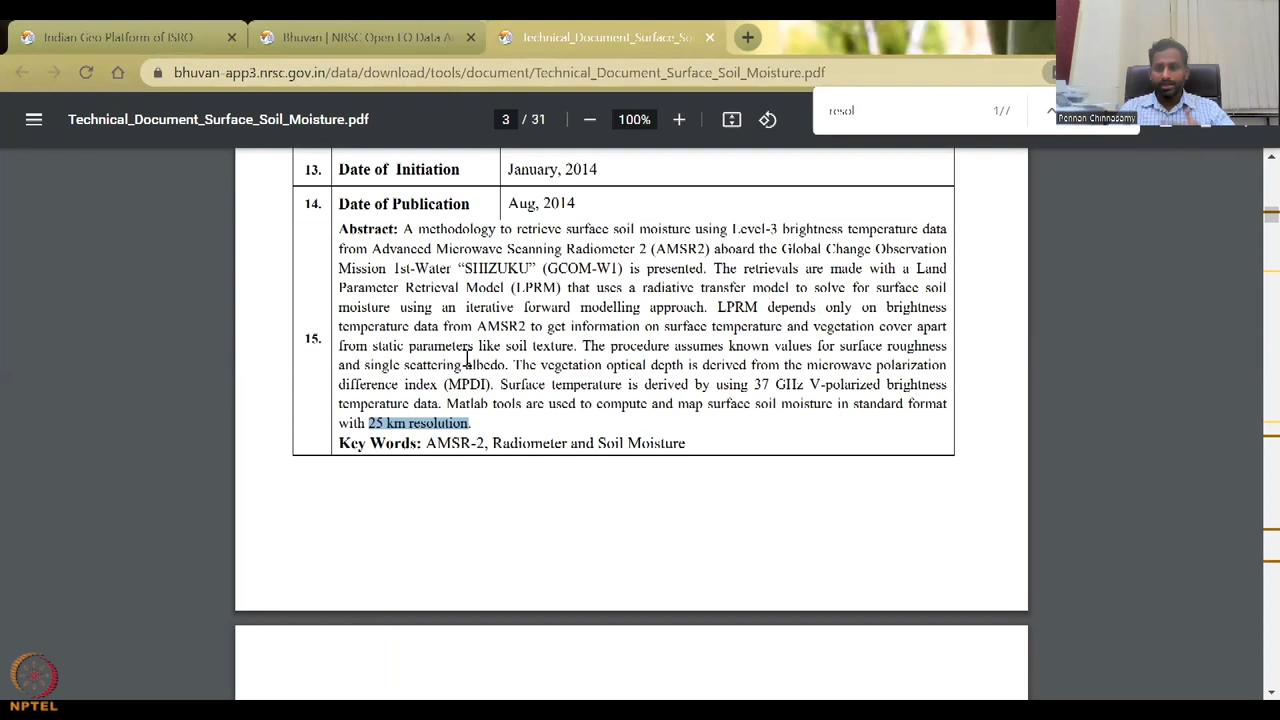 Indian Geo Platform of ISRO
Bhuvan | NRSC Open EO Data A
Technical_Document_Surface_So
bhuvan-app3.nrsc.gov.in/data/download/tools/document/Technical_Document_Surface_Soil_Moisture.pdf
resol
1/7
Pennan Chinnasamy
Technical_Document_Surface_Soil_Moisture.pdf
3 / 31
100%
13. Date of Initiation January, 2014
14. Date of Publication Aug, 2014
Abstract: A methodology to retrieve surface soil moisture using Level-3 brightness temperature data
from Advanced Microwave Scanning Radiometer 2 (AMSR2) aboard the Global Change Observation
Mission 1st-Water “SHIZUKU” (GCOM-W1) is presented. The retrievals are made with a Land
Parameter Retrieval Model (LPRM) that uses a radiative transfer model to solve for surface soil
moisture using an iterative forward modelling approach. LPRM depends only on brightness
temperature data from AMSR2 to get information on surface temperature and vegetation cover apart
15. from static parameters like soil texture. The procedure assumes known values for surface roughness
and single scattering albedo. The vegetation optical depth is derived from the microwave polarization
difference index (MPDI). Surface temperature is derived by using 37 GHz V-polarized brightness
temperature data. Matlab tools are used to compute and map surface soil moisture in standard format
with 25 km resolution.
Key Words: AMSR-2, Radiometer and Soil Moisture
NPTEL